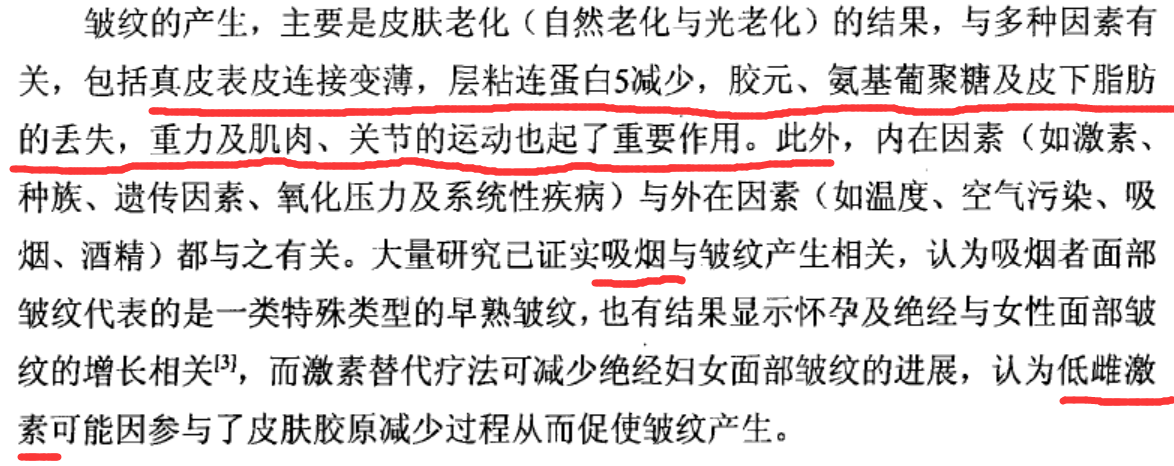 皱纹的产生，主要是皮肤老化（自然老化与光老化）的结果，与多种因素有
关，包括真皮表皮连接变薄，层粘连蛋白5减少，胶元、氨基葡聚糖及皮下脂肪
的丢失，重力及肌肉、关节的运动也起了重要作用。此外，内在因素（如激素、
种族、遗传因素、氧化压力及系统性疾病）与外在因素（如温度、空气污染、吸
烟、酒精）都与之有关。大量研究已证实吸烟与皱纹产生相关，认为吸烟者面部
皱纹代表的是一类特殊类型的早熟皱纹，也有结果显示怀孕及绝经与女性面部皱
纹的增长相关[3]，而激素替代疗法可减少绝经妇女面部皱纹的进展，认为低雌激
素可能因参与了皮肤胶原减少过程从而促使皱纹产生。